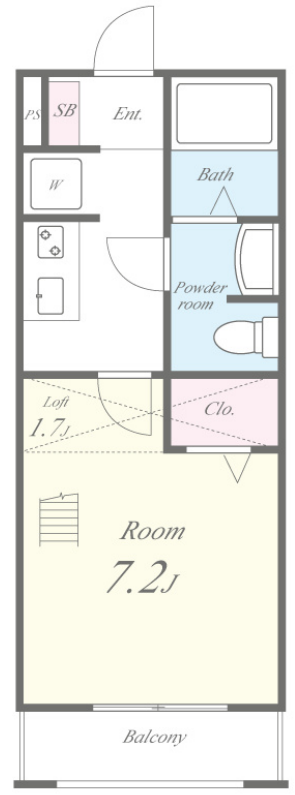 PS
SB
Ent.
W
Bath
Powder
room
Loft
1.7J
Clo.
Room
7.2J
Balcony